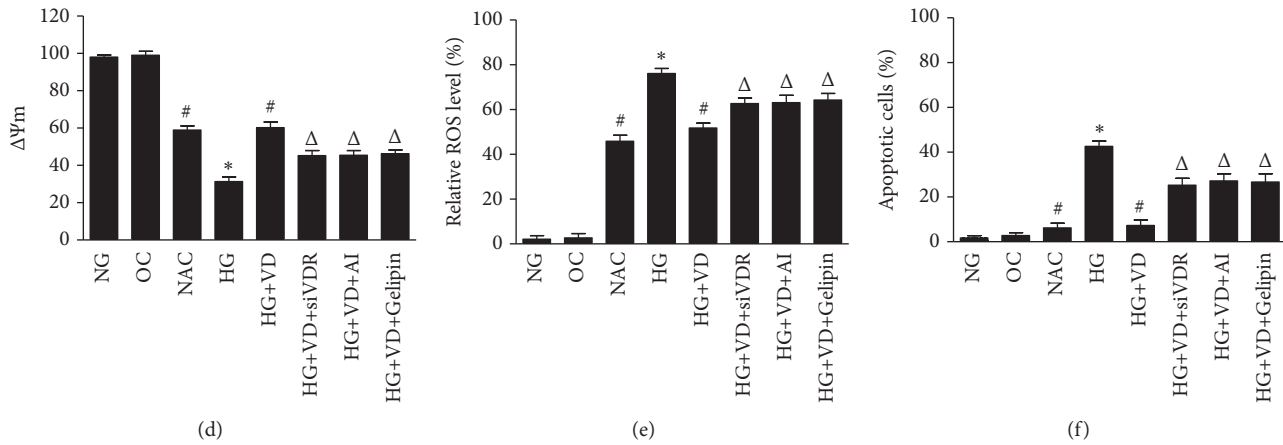 120
100
80
60
40
20
0
ΔΨm
#
*
#
Δ
Δ
Δ
NG
OC
NAC
HG
HG+VD
HG+VD+siVDR
HG+VD+AI
HG+VD+Gelipin
(d)
100
80
60
40
20
0
Relative ROS level (%)
#
*
#
Δ
Δ
Δ
NG
OC
NAC
HG
HG+VD
HG+VD+siVDR
HG+VD+AI
HG+VD+Gelipin
(e)
100
80
60
40
20
0
Apoptotic cells (%)
#
*
#
Δ
Δ
Δ
NG
OC
NAC
HG
HG+VD
HG+VD+siVDR
HG+VD+AI
HG+VD+Gelipin
(f)